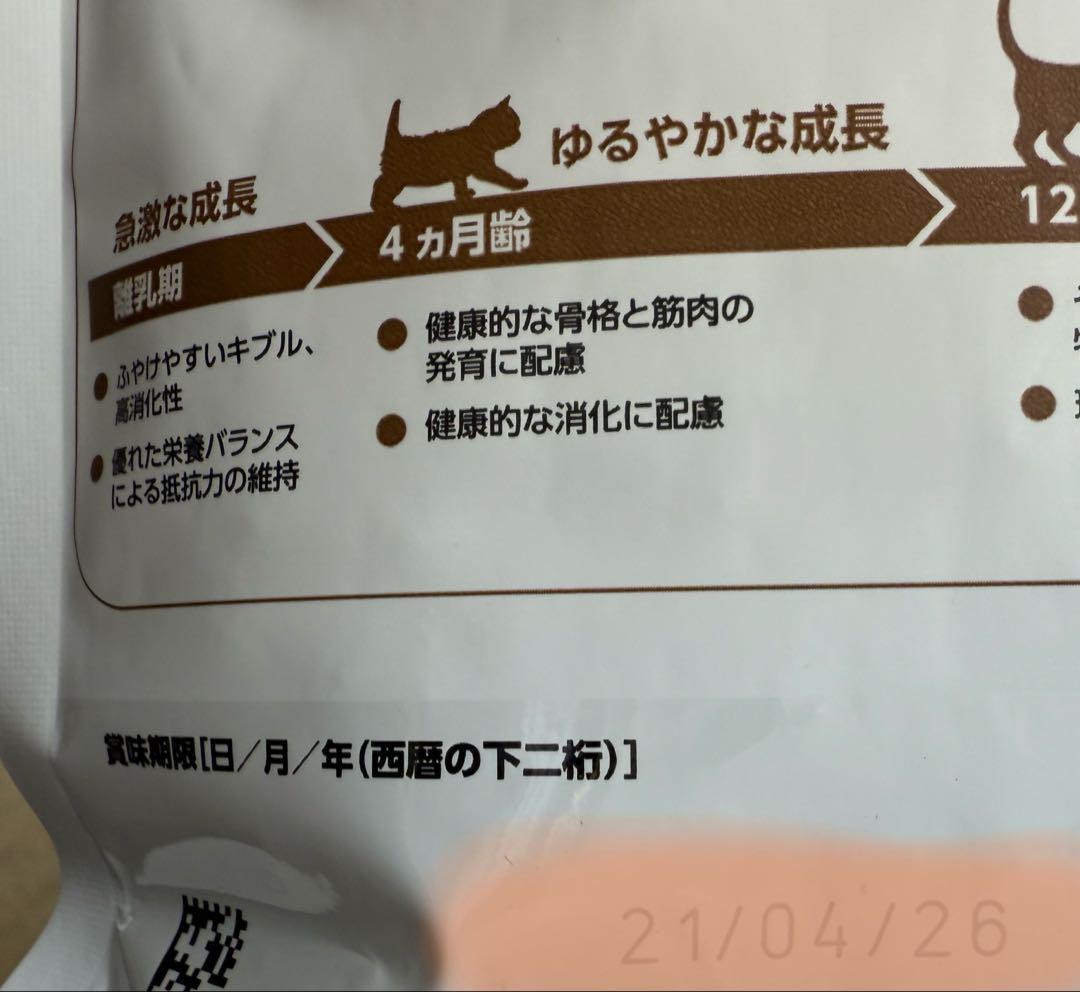 急激な成長
ゆるやかな成長
離乳期
4 ヵ月齢
12
ふやけやすいキブル、
高消化性
優れた栄養バランス
による抵抗力の維持
健康的な骨格と筋肉の
発育に配慮
健康的な消化に配慮
賞味期限[日/月/年(西暦の下二桁)]
21/04/26